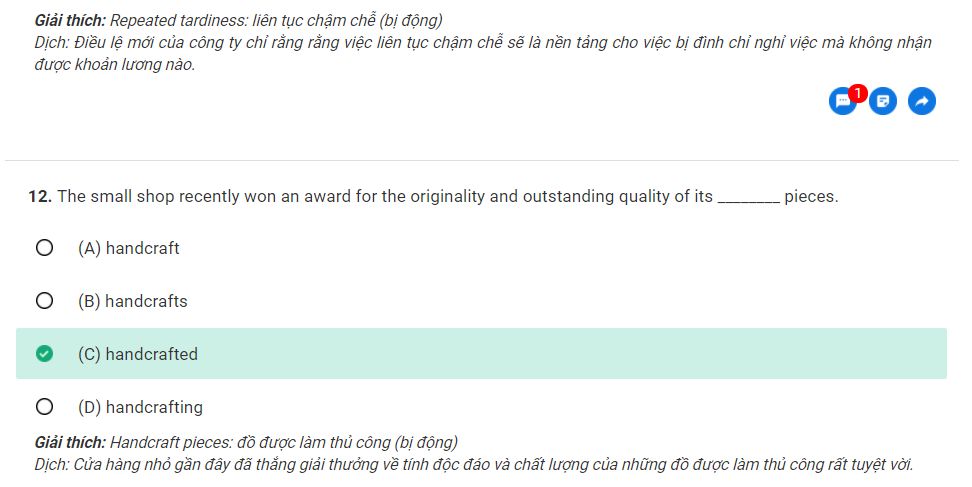 Giải thích: Repeated tardiness: liên tục chậm chễ (bị động)
Dịch: Điều lệ mới của công ty chỉ rằng rằng việc liên tục chậm chễ sẽ là nền tảng cho việc bị đình chỉ nghỉ việc mà không nhận
được khoản lương nào.
1
12. The small shop recently won an award for the originality and outstanding quality of its ________ pieces.
(A) handcraft
(B) handcrafts
(C) handcrafted
(D) handcrafting
Giải thích: Handcraft pieces: đồ được làm thủ công (bị động)
Dịch: Cửa hàng nhỏ gần đây đã thắng giải thưởng về tính độc đáo và chất lượng của những đồ được làm thủ công rất tuyệt vời.